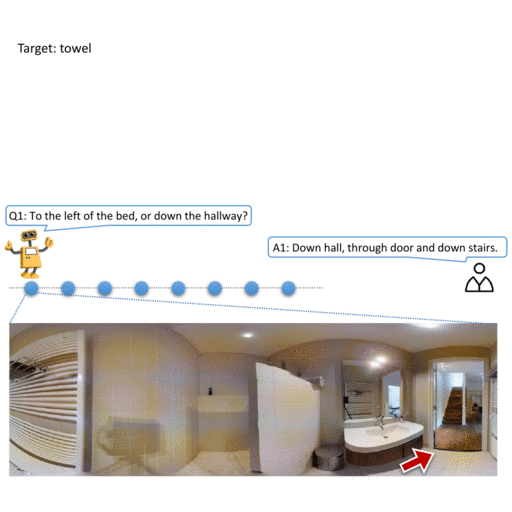 Target: towel
Q1: To the left of the bed, or down the hallway?
A1: Down hall, through door and down stairs.